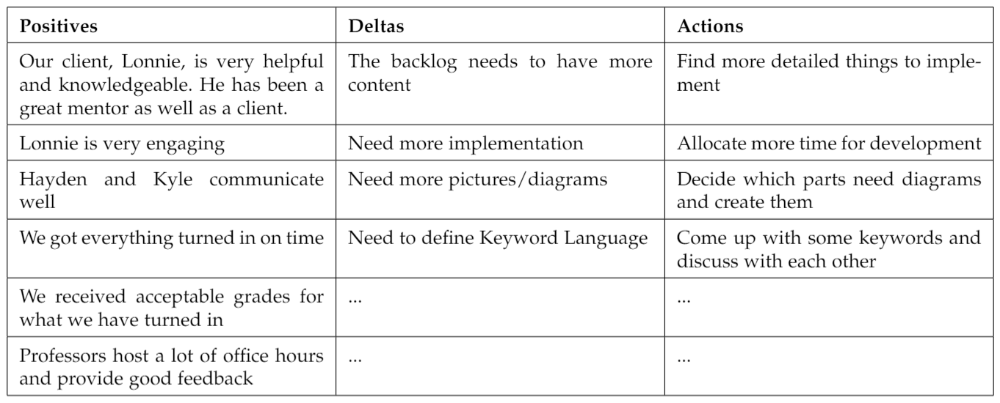 Positives Deltas Actions
Our client, Lonnie, is very helpful The backlog needs to have more Find more detailed things to imple-
and knowledgeable. He has been a content ment
great mentor as well as a client.
Lonnie is very engaging Need more implementation Allocate more time for development
Hayden and Kyle communicate Need more pictures/diagrams Decide which parts need diagrams
well and create them
We got everything turned in on time Need to define Keyword Language Come up with some keywords and
discuss with each other
We received acceptable grades for ... ...
what we have turned in
Professors host a lot of office hours ... ...
and provide good feedback